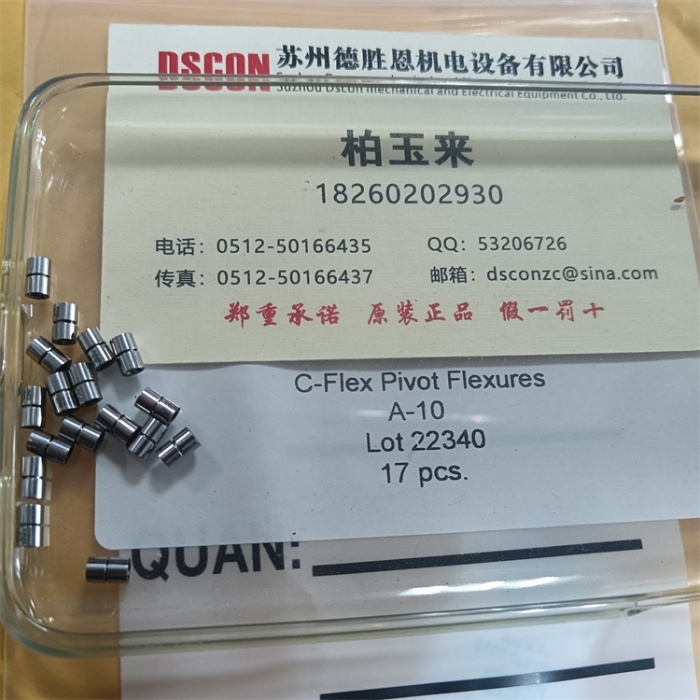 DSCON 苏州德胜恩机电设备有限公司
Suzhou Dscon mechanical and Electrical Equipment Co., Ltd.
柏玉来
18260202930
电话：0512-50166435 QQ：53206726
传真：0512-50166437 邮箱：dsconzc@sina.com
郑重承诺 原装正品 假一罚十
C-Flex Pivot Flexures
A-10
Lot 22340
17 pcs.
QUAN: